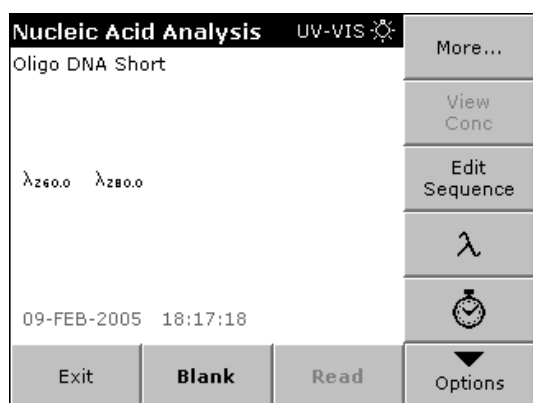 Nucleic Acid Analysis UV-VIS
Oligo DNA Short
λ260.0 λ280.0
09-FEB-2005 18:17:18
More...
View
Conc
Edit
Sequence
λ
Exit
Blank
Read
Options